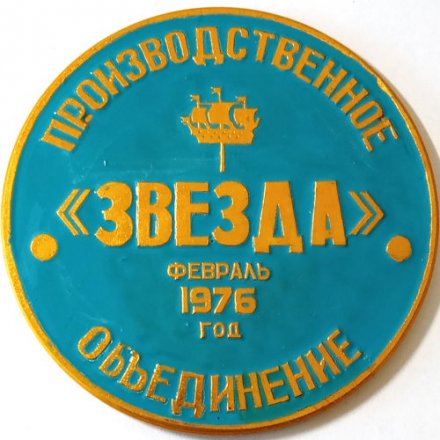 ПРОИЗВОДСТВЕННОЕ
«ЗВЕЗДА»
ФЕВРАЛЬ
1976
ГОД
ОБЪЕДИНЕНИЕ